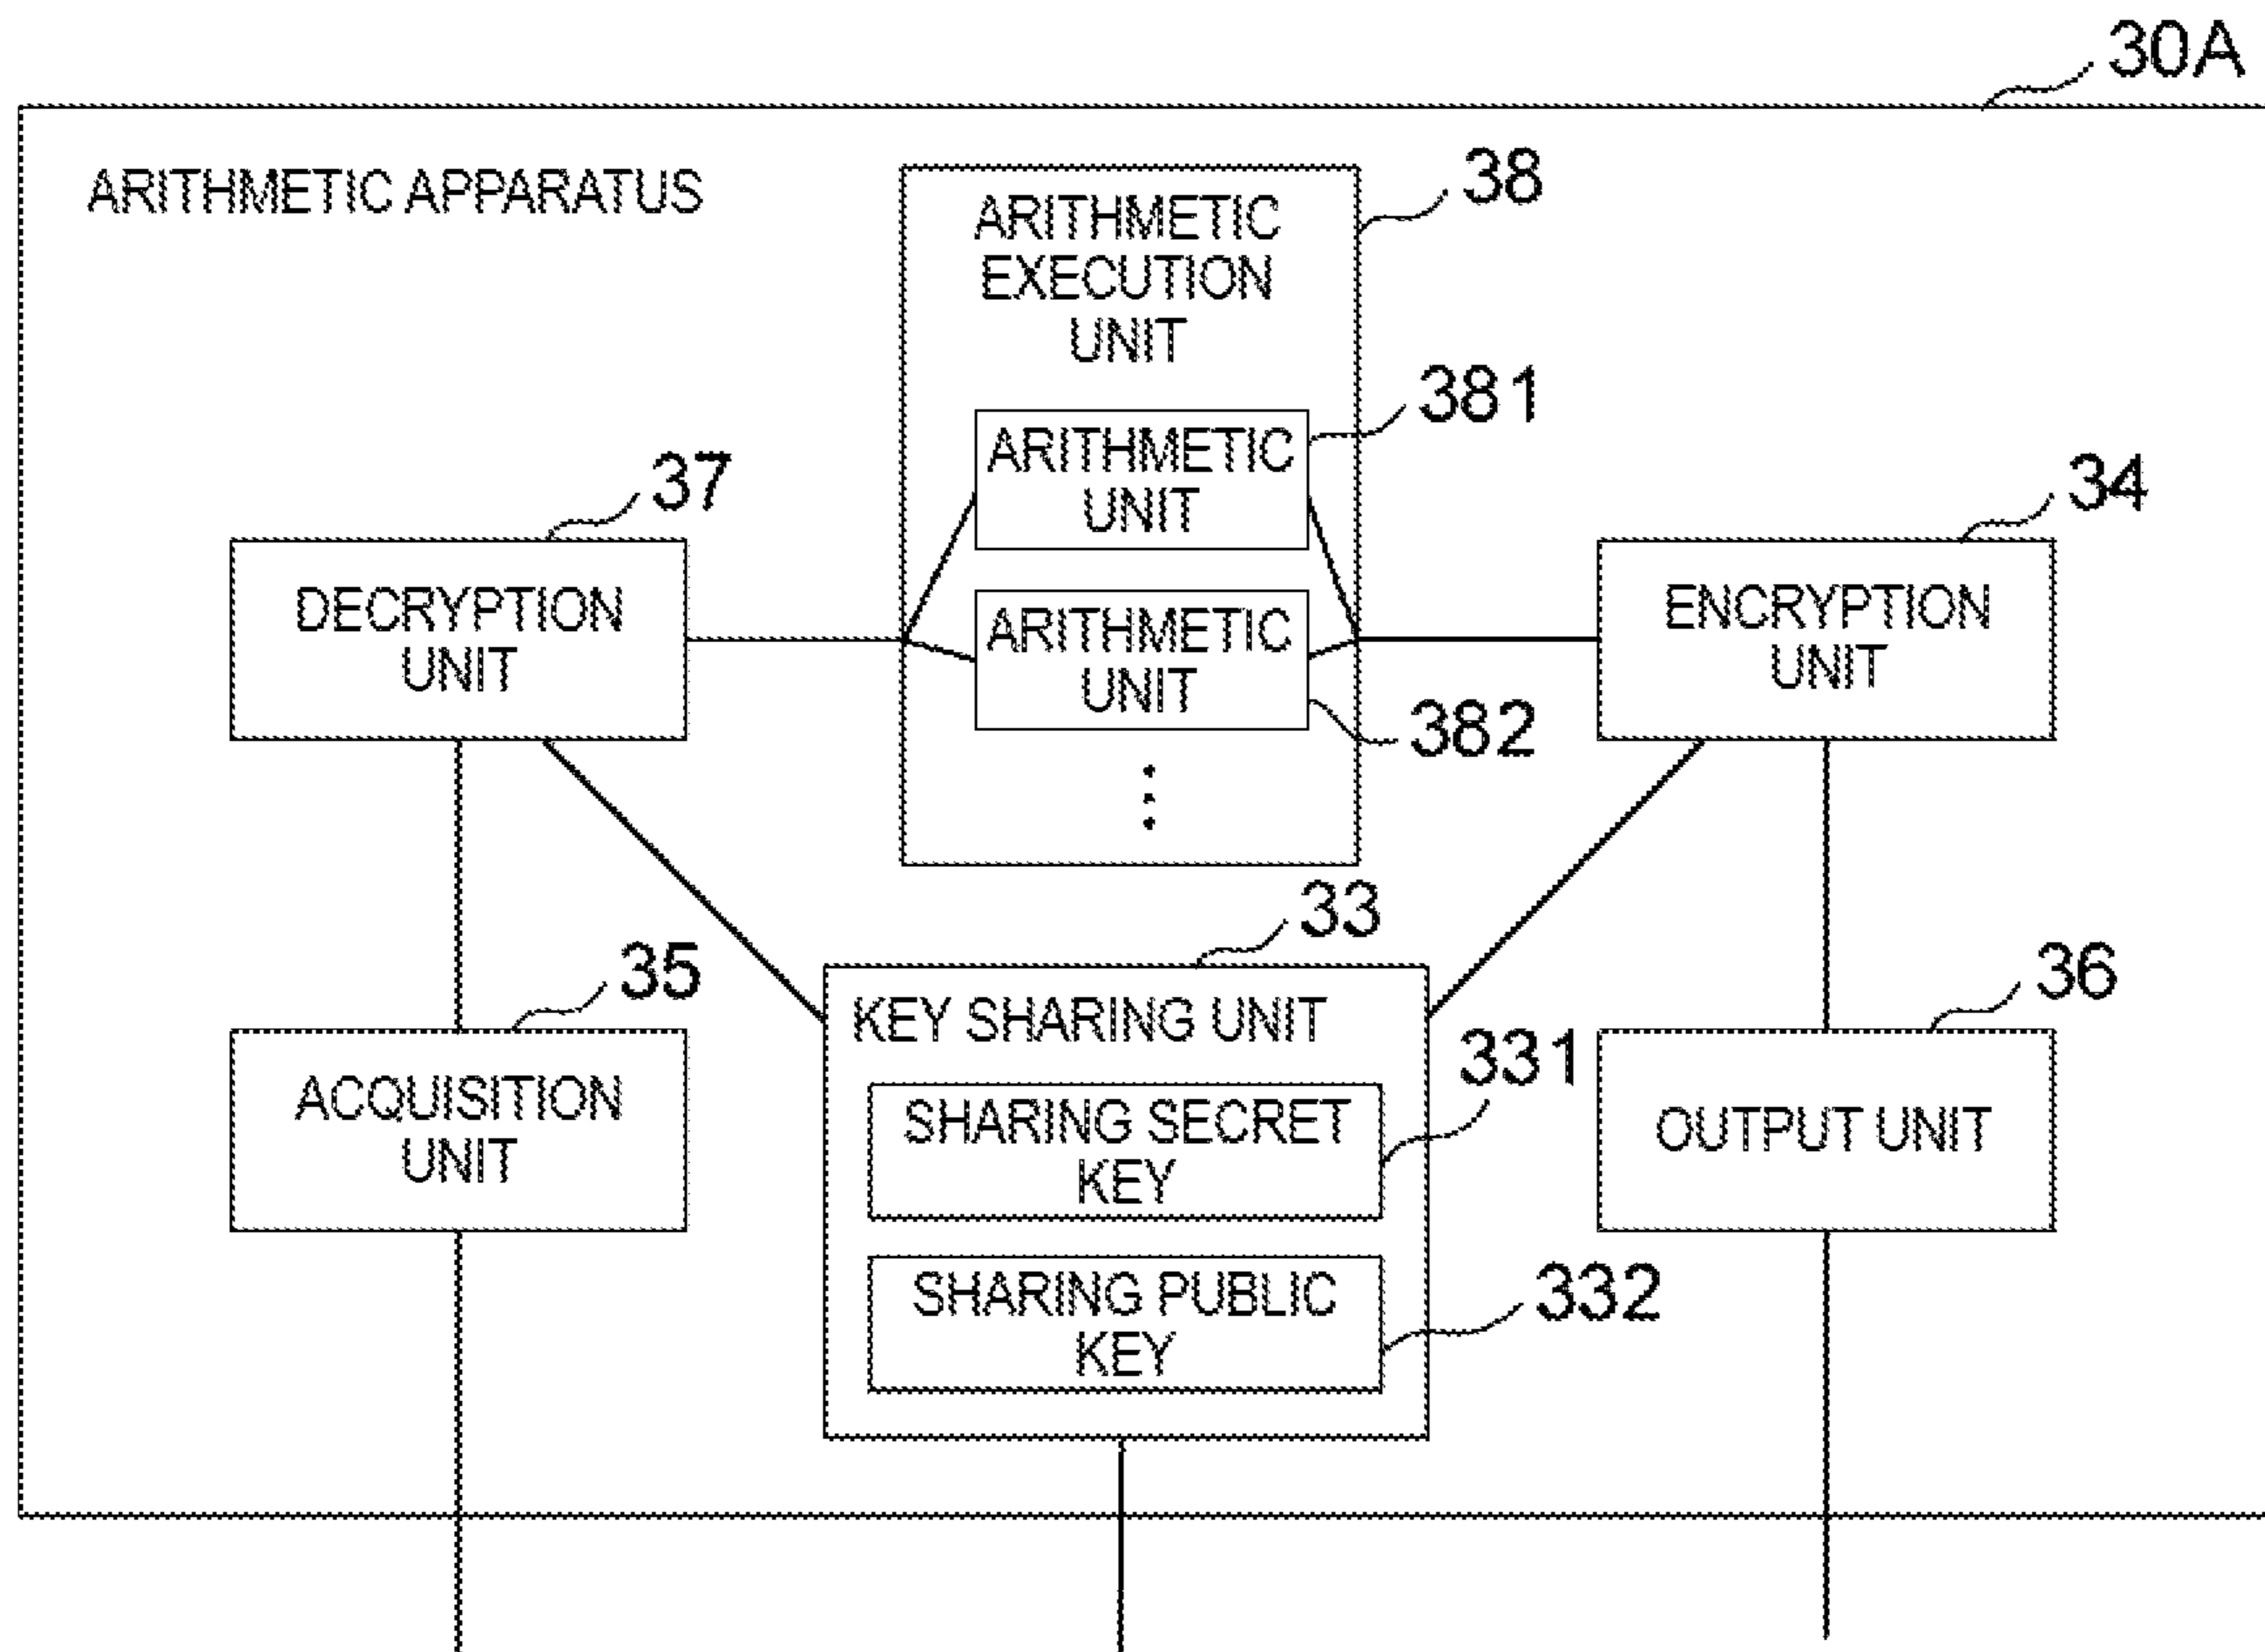 30A
ARITHMETIC APPARATUS
38
ARITHMETIC
EXECUTION
UNIT
381
ARITHMETIC
UNIT
37
DECRYPTION
UNIT
34
ENCRYPTION
UNIT
ARITHMETIC
UNIT
382
33
35
ACQUISITION
UNIT
KEY SHARING UNIT
331
SHARING SECRET
KEY
36
OUTPUT UNIT
SHARING PUBLIC
KEY
332